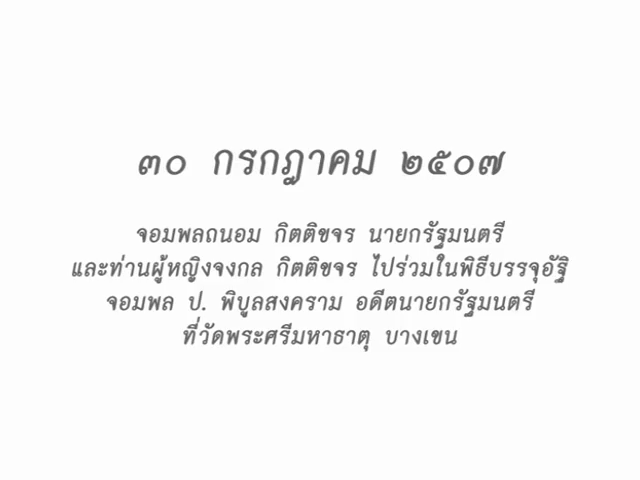 ๓๐ กรกฎาคม ๒๕๐๗
จอมพลถนอม กิตติขจร นายกรัฐมนตรี
และท่านผู้หญิงจงกล กิตติขจร ไปร่วมในพิธีบรรจุอัฐิ
จอมพล ป. พิบูลสงคราม อดีตนายกรัฐมนตรี
ที่วัดพระศรีมหาธาตุ บางเขน